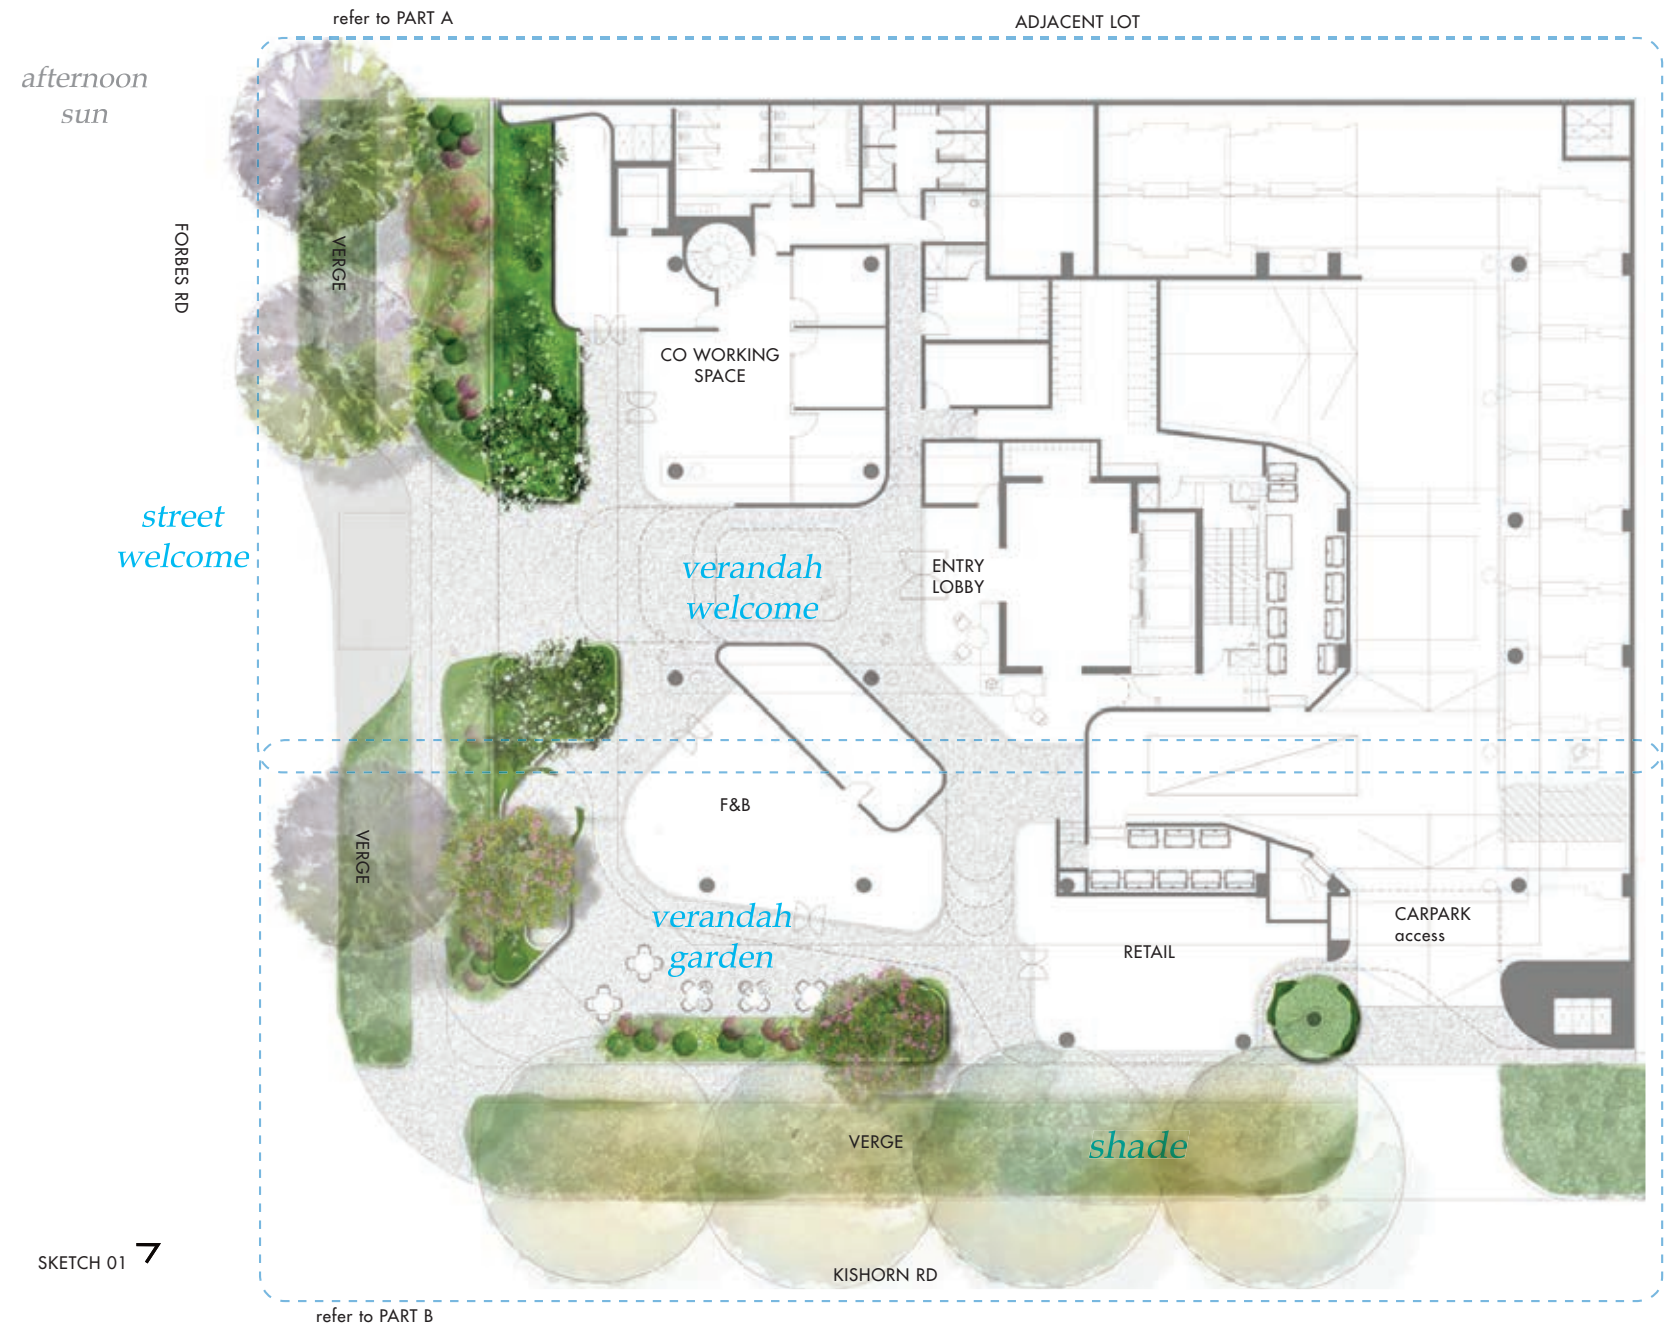 refer to PART A
ADJACENT LOT
afternoon
sun
FORBES RD
VERGE
CO WORKING
SPACE
street
welcome
verandah
welcome
ENTRY
LOBBY
F&B
VERGE
verandah
garden
RETAIL
CARPARK
access
VERGE
shade
SKETCH 01
KISHORN RD
refer to PART B